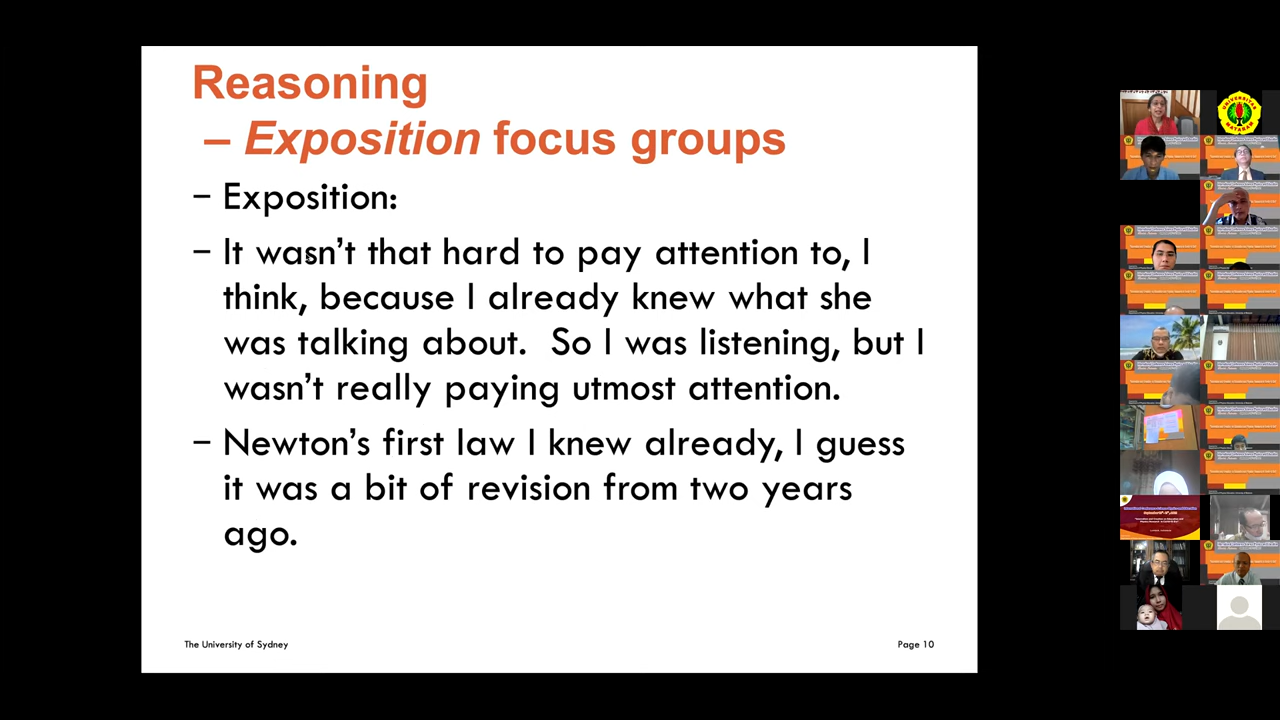 Reasoning
– Exposition focus groups
– Exposition:
– It wasn't that hard to pay attention to, I
think, because I already knew what she
was talking about.  So I was listening, but I
wasn't really paying utmost attention.
– Newton's first law I knew already, I guess
it was a bit of revision from two years
ago.
The University of Sydney
Page 10
UNIVERSITAS
MATARAM